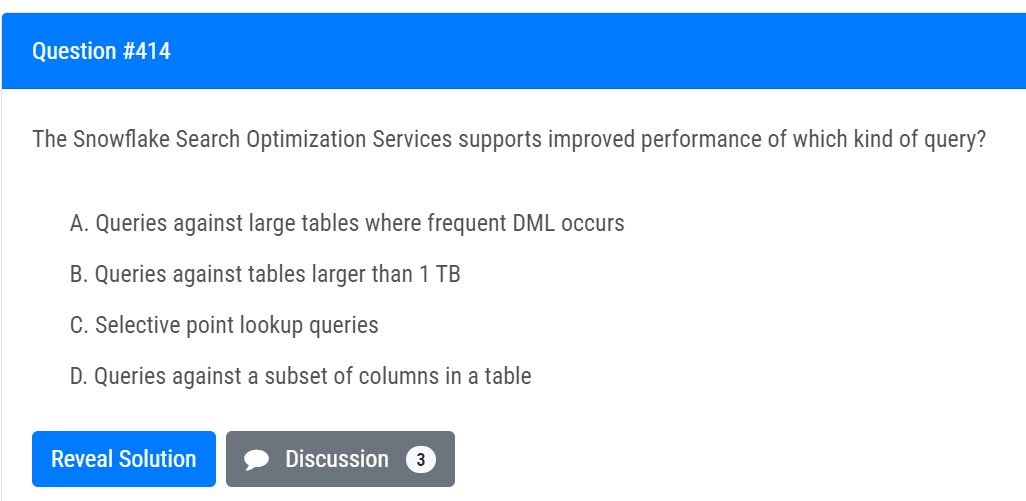 Question #414
The Snowflake Search Optimization Services supports improved performance of which kind of query?
A. Queries against large tables where frequent DML occurs
B. Queries against tables larger than 1 TB
C. Selective point lookup queries
D. Queries against a subset of columns in a table
Reveal Solution Discussion 3